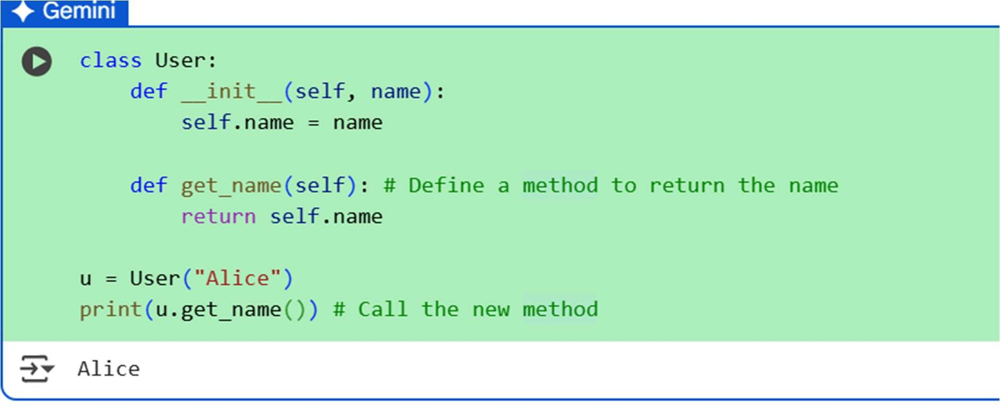 Gemini
class User:
    def __init__(self, name):
        self.name = name
    def get_name(self): # Define a method to return the name
        return self.name
u = User("Alice")
print(u.get_name()) # Call the new method
Alice